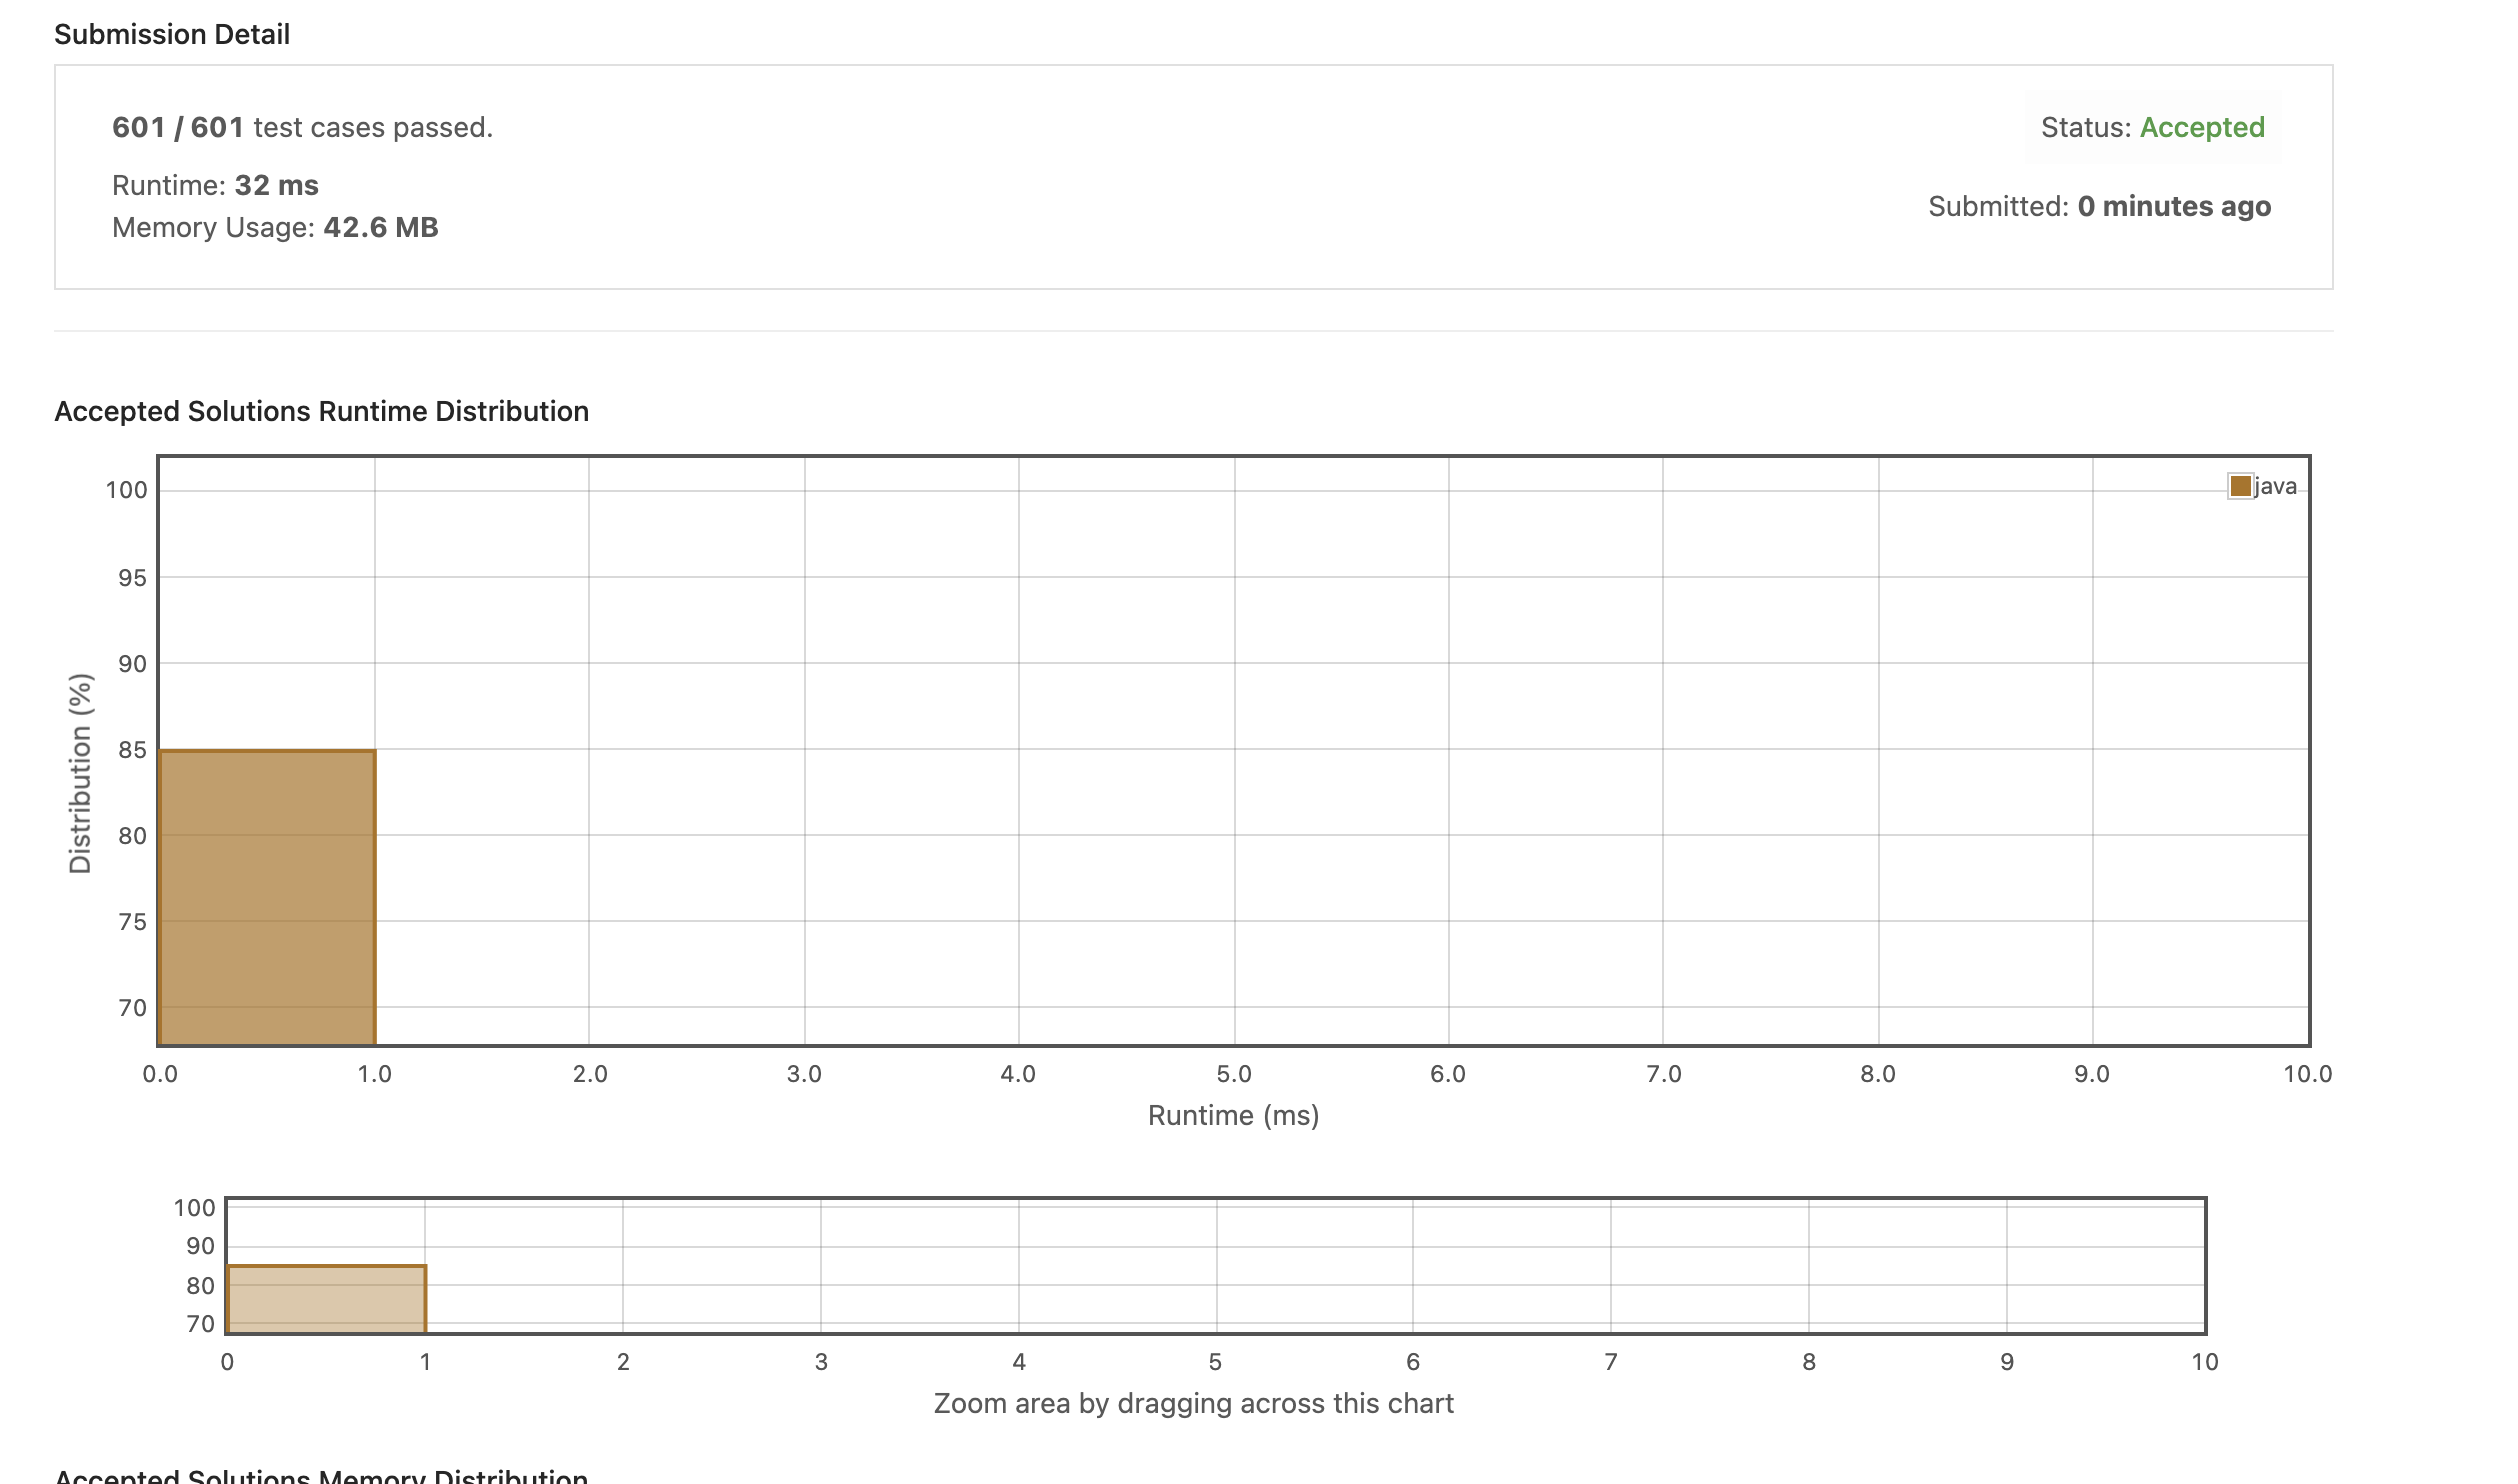 Submission Detail
601 / 601 test cases passed.
Status: Accepted
Runtime: 32 ms
Submitted: 0 minutes ago
Memory Usage: 42.6 MB
Accepted Solutions Runtime Distribution
java
100
95
90
85
80
75
70
Distribution (%)
0.0 1.0 2.0 3.0 4.0 5.0 6.0 7.0 8.0 9.0 10.0
Runtime (ms)
100
90
80
70
0 1 2 3 4 5 6 7 8 9 10
Zoom area by dragging across this chart
Accepted Solutions Memory Distribution